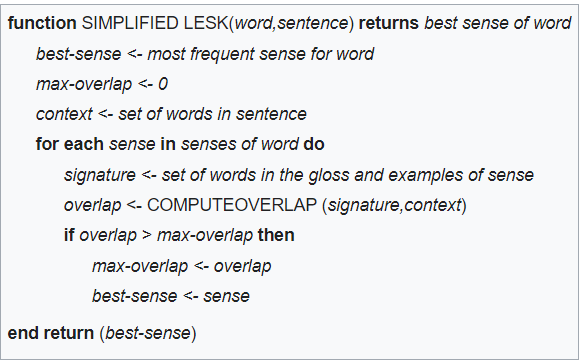 function SIMPLIFIED LESK(word,sentence) returns best sense of word
best-sense <- most frequent sense for word
max-overlap <- 0
context <- set of words in sentence
for each sense in senses of word do
signature <- set of words in the gloss and examples of sense
overlap <- COMPUTEOVERLAP (signature,context)
if overlap > max-overlap then
max-overlap <- overlap
best-sense <- sense
end return (best-sense)